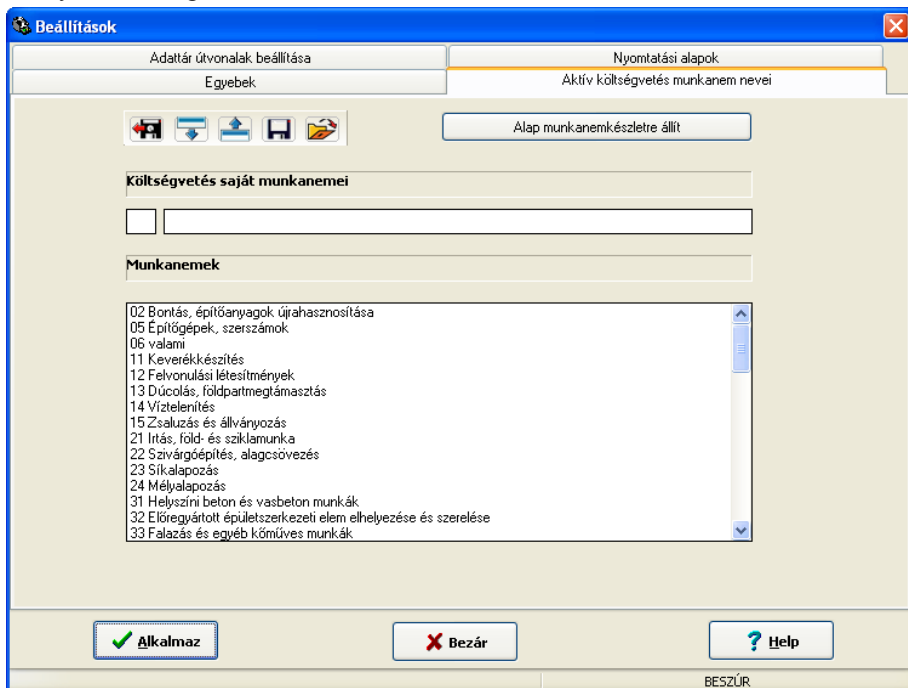 Beállítások
Adattár útvonalak beállítása
Nyomtatási alapok
Egyebek
Aktív költségvetés munkanem nevei
Alap munkanemkészletre állít
Költségvetés saját munkanemei
Munkanemek
02 Bontás, építőanyagok újrahasznosítása
05 Építőgépek, szerszámok
06 valami
11 Keverékkészítés
12 Felvonulási létesítmények
13 Dúcolás, földpartmegtámasztás
14 Víztelenítés
15 Zsaluzás és állványozás
21 Irtás, föld- és sziklamunka
22 Szivárgóépítés, alagcsövezés
23 Síkalapozás
24 Mélyalapozás
31 Helyszíni beton és vasbeton munkák
32 Előregyártott épületszerkezeti elem elhelyezése és szerelése
33 Falazás és egyéb kőműves munkák
Alkalmaz
Bezár
Help
BESZÚR